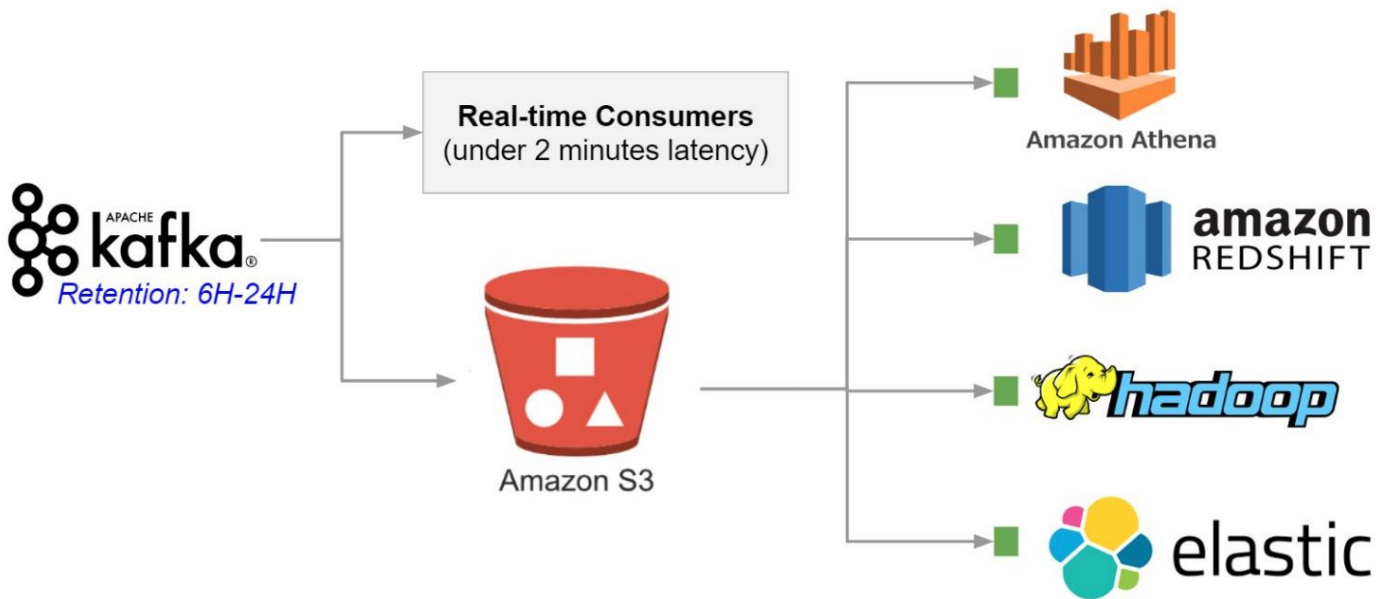 Real-time Consumers
(under 2 minutes latency)
APACHE
kafka®
Retention: 6H-24H
Amazon S3
Amazon Athena
amazon
REDSHIFT
hadoop
elastic